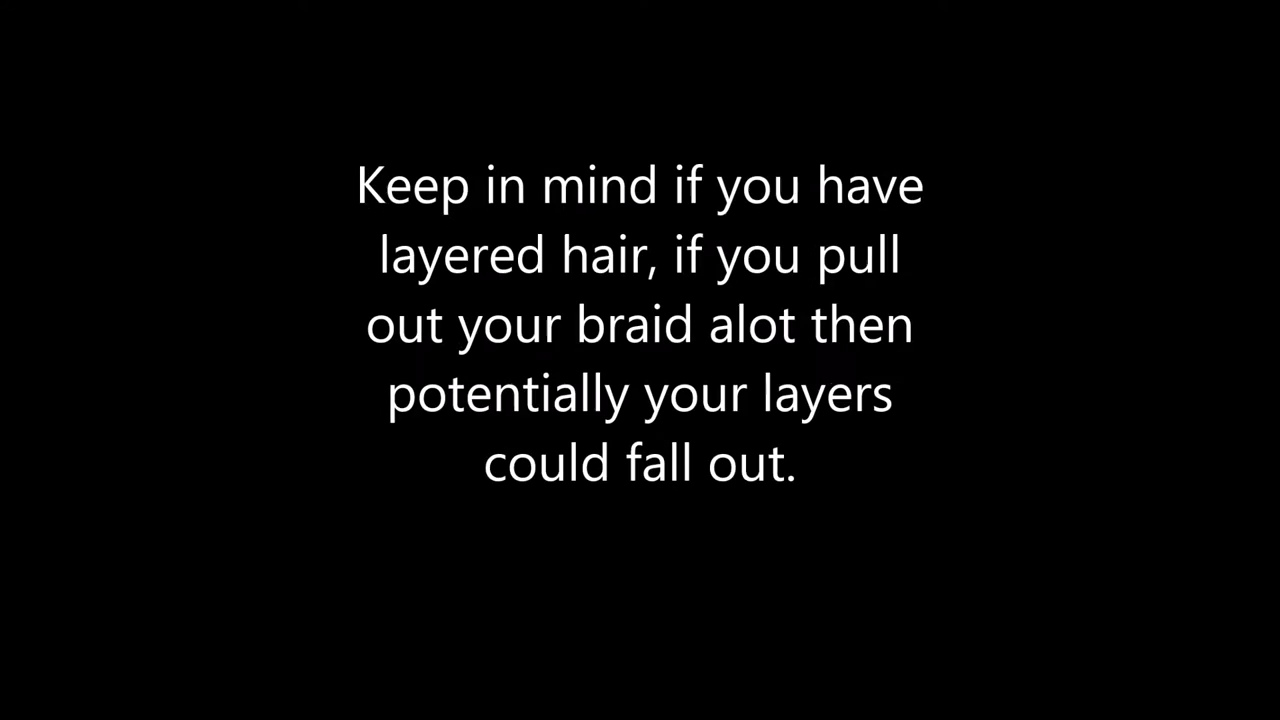 Keep in mind if you have
layered hair, if you pull
out your braid alot then
potentially your layers
could fall out.